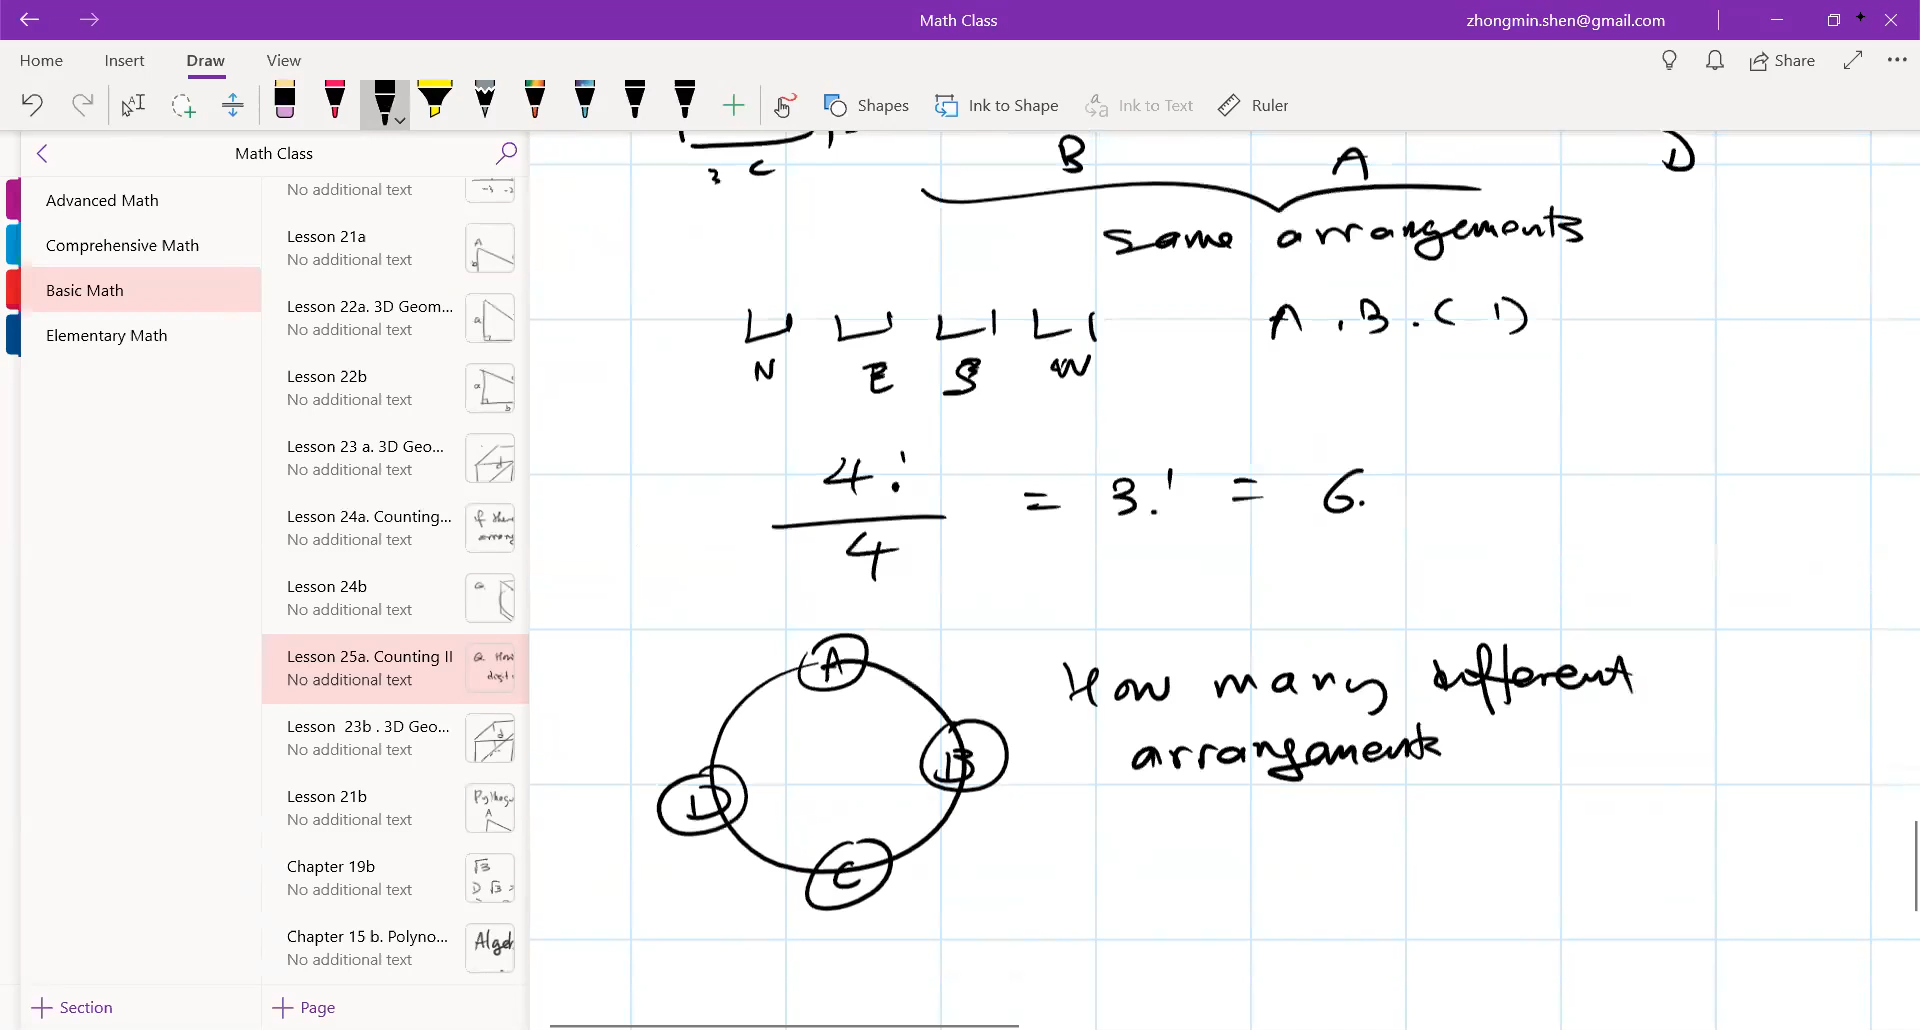 Math Class
zhongmin.shen@gmail.com
Home Insert Draw View
Share
Shapes Ink to Shape Ink to Text Ruler
Math Class
Advanced Math
Comprehensive Math
Basic Math
Elementary Math
No additional text
Lesson 21a
No additional text
Lesson 22a. 3D Geom...
No additional text
Lesson 22b
No additional text
Lesson 23 a. 3D Geo...
No additional text
Lesson 24a. Counting...
No additional text
Lesson 24b
No additional text
Lesson 25a. Counting II
No additional text
Lesson 23b . 3D Geo...
No additional text
Lesson 21b
No additional text
Chapter 19b
No additional text
Chapter 15 b. Polyno...
No additional text
Section
Page
C B A D
same arrangements
A . B . C D
N E S W
4!
4
= 3! = 6.
A
B
D
C
How many different
arrangements